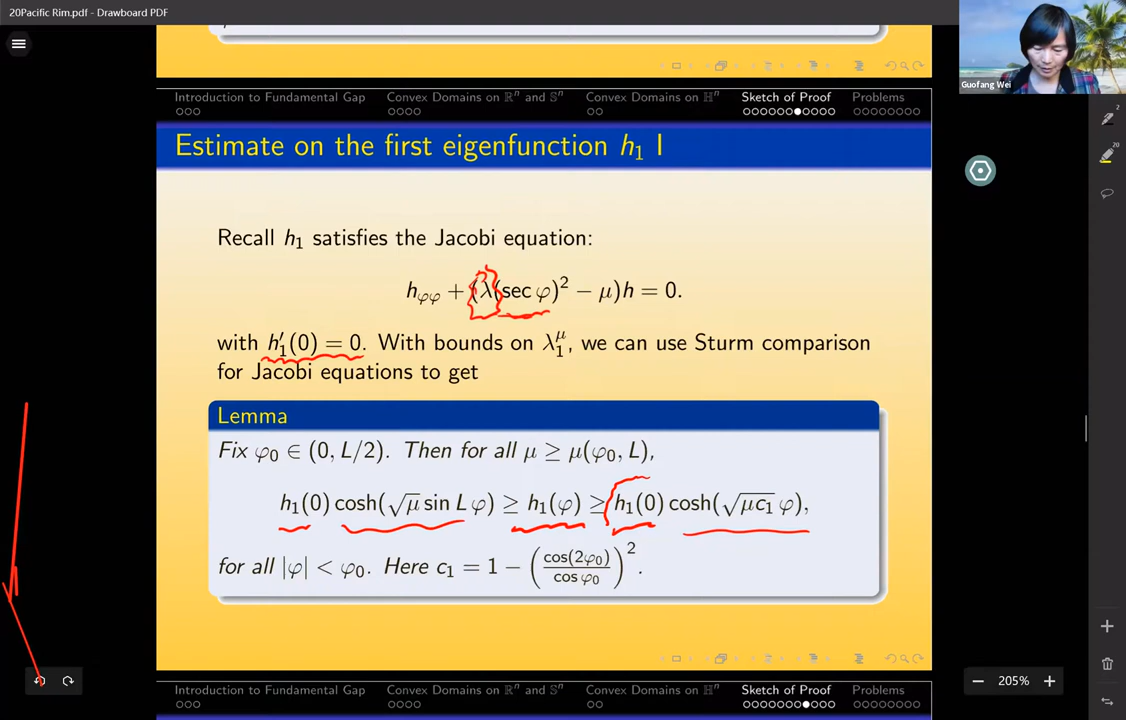 20Pacific Rim.pdf - Drawboard PDF
Guofang Wei
Introduction to Fundamental Gap Convex Domains on ℝⁿ and 𝕊ⁿ Convex Domains on ℍⁿ Sketch of Proof Problems
2
20
Estimate on the first eigenfunction h₁ I
Recall h₁ satisfies the Jacobi equation:
h_φφ + (λ(sec φ)² − μ)h = 0.
with h₁′(0) = 0. With bounds on λ₁^μ, we can use Sturm comparison
for Jacobi equations to get
Lemma
Fix φ₀ ∈ (0, L/2). Then for all μ ≥ μ(φ₀, L),
h₁(0) cosh(√μ sin L φ) ≥ h₁(φ) ≥ h₁(0) cosh(√μc₁ φ),
for all |φ| < φ₀. Here c₁ = 1 − (cos(2φ₀)/cos φ₀)².
205%
Introduction to Fundamental Gap Convex Domains on ℝⁿ and 𝕊ⁿ Convex Domains on ℍⁿ Sketch of Proof Problems